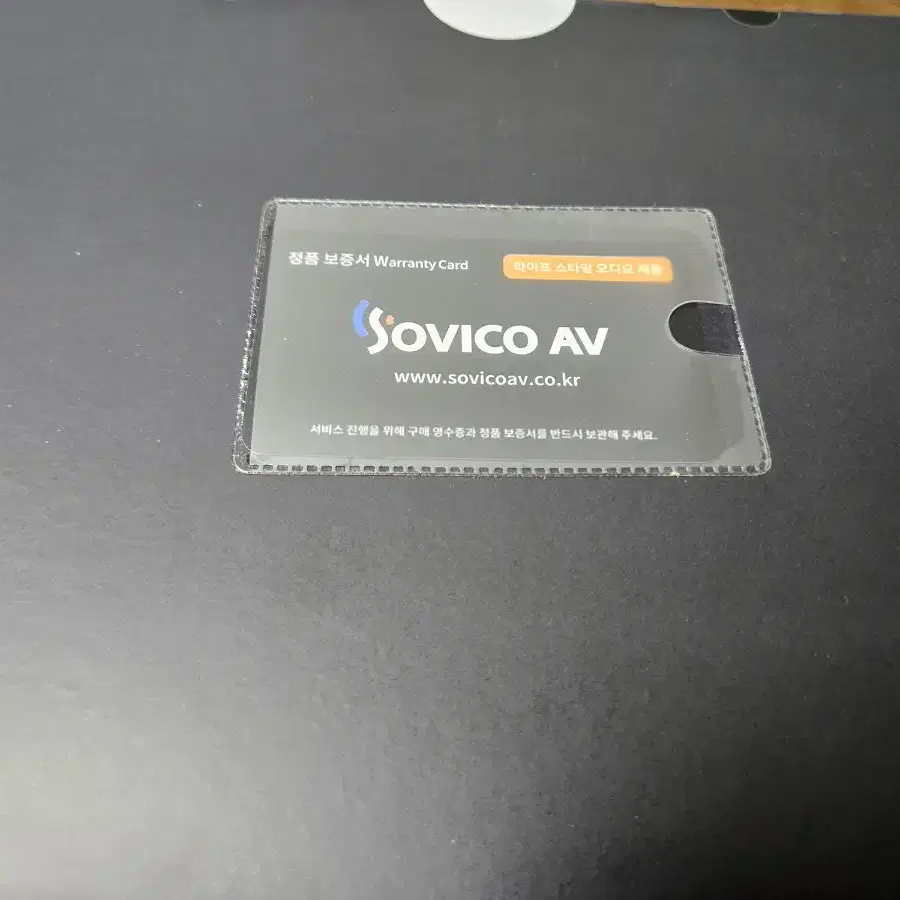 정품 보증서 Warranty Card
라이프 스타일 오디오 제품
SOVICO AV
www.sovicoav.co.kr
서비스 진행을 위해 구매 영수증과 정품 보증서를 반드시 보관해 주세요.